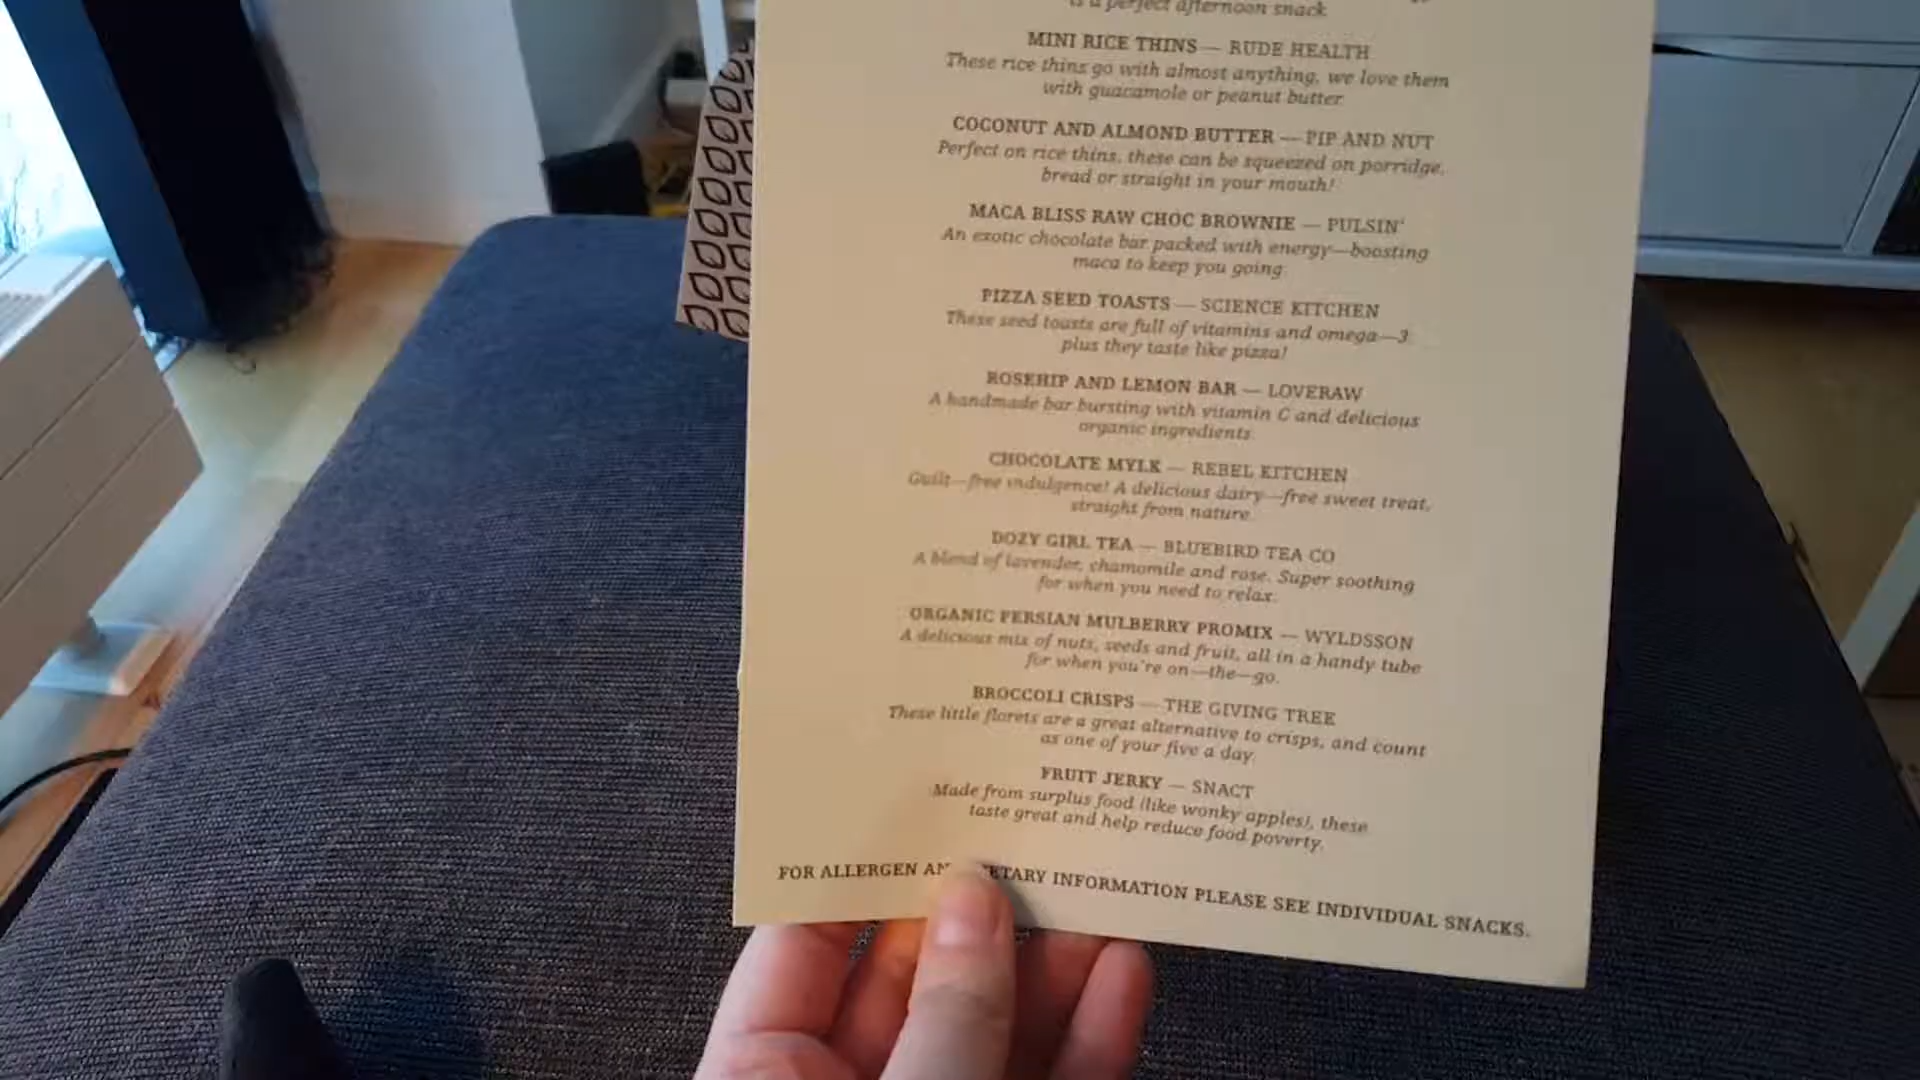 is a perfect afternoon snack.
MINI RICE THINS — RUDE HEALTH
These rice thins go with almost anything, we love them
with guacamole or peanut butter.
COCONUT AND ALMOND BUTTER — PIP AND NUT
Perfect on rice thins, these can be squeezed on porridge,
bread or straight in your mouth!
MACA BLISS RAW CHOC BROWNIE — PULSIN'
An exotic chocolate bar packed with energy—boosting
maca to keep you going.
PIZZA SEED TOASTS — SCIENCE KITCHEN
These seed toasts are full of vitamins and omega—3,
plus they taste like pizza!
ROSEHIP AND LEMON BAR — LOVERAW
A handmade bar bursting with vitamin C and delicious
organic ingredients.
CHOCOLATE MYLK — REBEL KITCHEN
Guilt—free indulgence! A delicious dairy—free sweet treat,
straight from nature.
DOZY GIRL TEA — BLUEBIRD TEA CO
A blend of lavender, chamomile and rose. Super soothing
for when you need to relax.
ORGANIC PERSIAN MULBERRY PROMIX — WYLDSSON
A delicious mix of nuts, seeds and fruit, all in a handy tube
for when you're on—the—go.
BROCCOLI CRISPS — THE GIVING TREE
These little florets are a great alternative to crisps, and count
as one of your five a day.
FRUIT JERKY — SNACT
Made from surplus food (like wonky apples), these
taste great and help reduce food poverty.
FOR ALLERGEN INFORMATION PLEASE SEE INDIVIDUAL SNACKS.